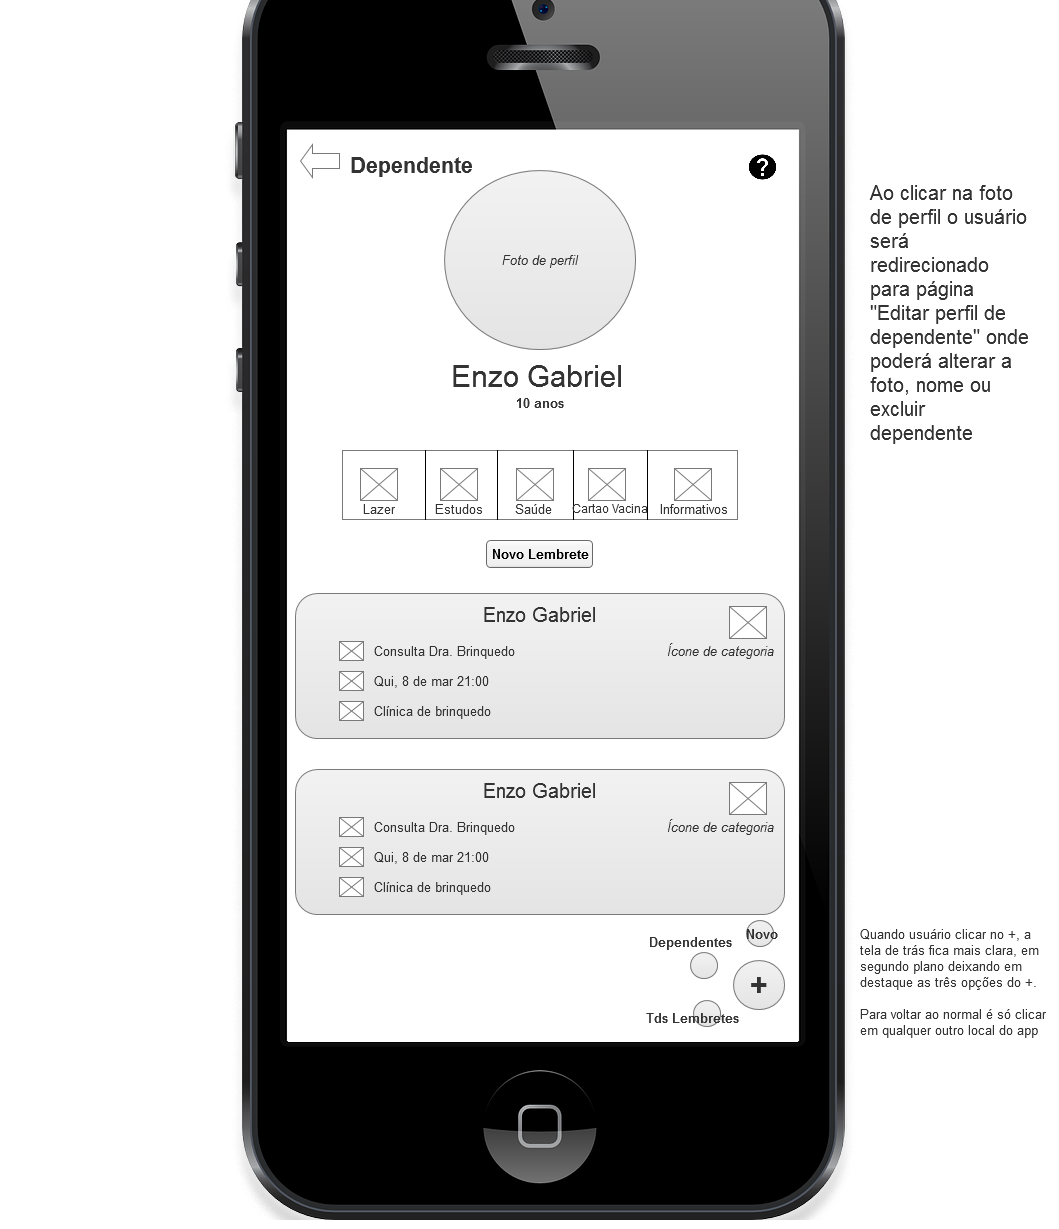 Dependente
?
Foto de perfil
Enzo Gabriel
10 anos
Lazer
Estudos
Saúde
Cartao Vacina
Informativos
Novo Lembrete
Enzo Gabriel
Consulta Dra. Brinquedo
Ícone de categoria
Qui, 8 de mar 21:00
Clínica de brinquedo
Enzo Gabriel
Consulta Dra. Brinquedo
Ícone de categoria
Qui, 8 de mar 21:00
Clínica de brinquedo
Novo
Dependentes
+
Tds Lembretes
Ao clicar na foto
de perfil o usuário
será
redirecionado
para página
"Editar perfil de
dependente" onde
poderá alterar a
foto, nome ou
excluir
dependente
Quando usuário clicar no +, a
tela de trás fica mais clara, em
segundo plano deixando em
destaque as três opções do +.
Para voltar ao normal é só clicar
em qualquer outro local do app